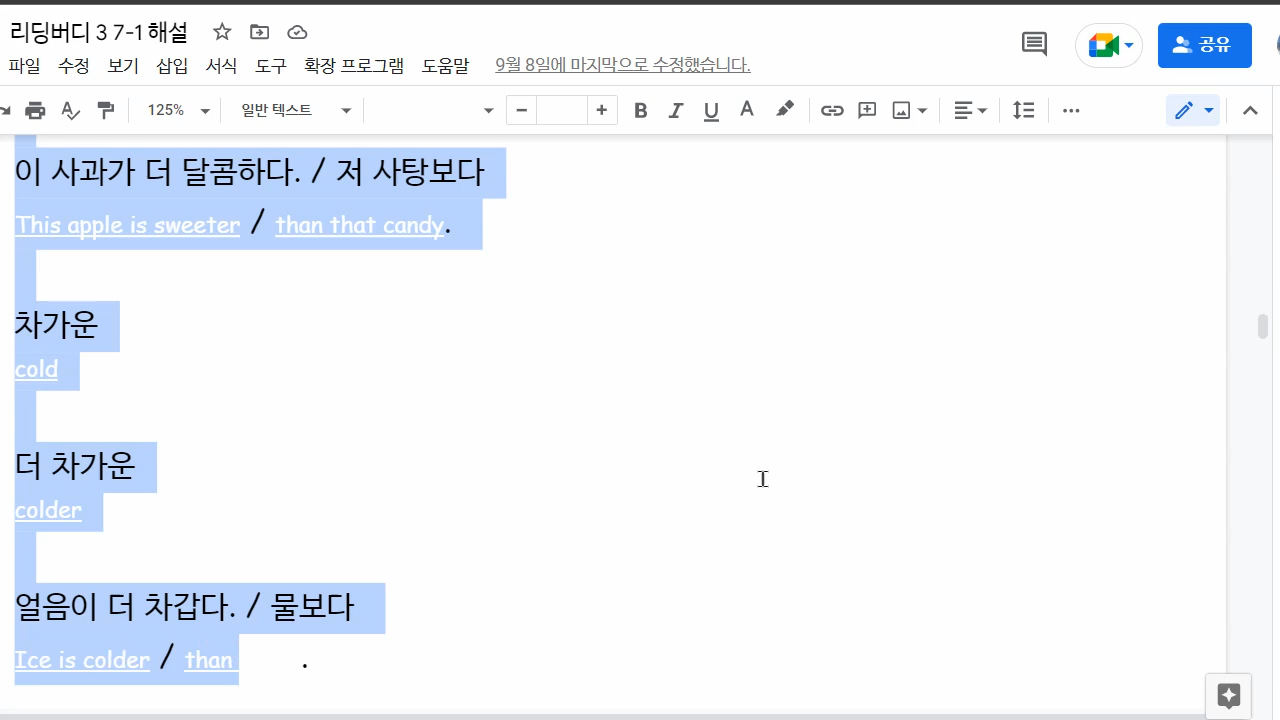 리딩버디 3 7-1 해설
파일 수정 보기 삽입 서식 도구 확장 프로그램 도움말 9월 8일에 마지막으로 수정했습니다.
공유
125% 일반 텍스트 − + B I U A
이 사과가 더 달콤하다. / 저 사탕보다
This apple is sweeter / than that candy.
차가운
cold
더 차가운
colder
얼음이 더 차갑다. / 물보다
Ice is colder / than .